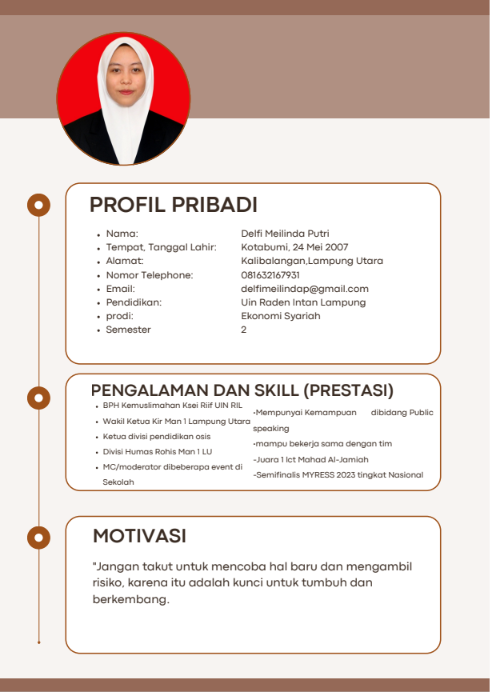 PROFIL PRIBADI
• Nama: Delfi Meilinda Putri
• Tempat, Tanggal Lahir: Kotabumi, 24 Mei 2007
• Alamat: Kalibalangan,Lampung Utara
• Nomor Telephone: 081632167931
• Email: delfimeilindap@gmail.com
• Pendidikan: Uin Raden Intan Lampung
• prodi: Ekonomi Syariah
• Semester 2
PENGALAMAN DAN SKILL (PRESTASI)
• BPH Kemuslimahan Ksei Riif UIN RIL
• Wakil Ketua Kir Man 1 Lampung Utara
• Ketua divisi pendidikan osis
• Divisi Humas Rohis Man 1 LU
• MC/moderator dibeberapa event di
Sekolah
-Mempunyai Kemampuan dibidang Public
speaking
-mampu bekerja sama dengan tim
-Juara 1 Ict Mahad Al-Jamiah
-Semifinalis MYRESS 2023 tingkat Nasional
MOTIVASI
"Jangan takut untuk mencoba hal baru dan mengambil
risiko, karena itu adalah kunci untuk tumbuh dan
berkembang.